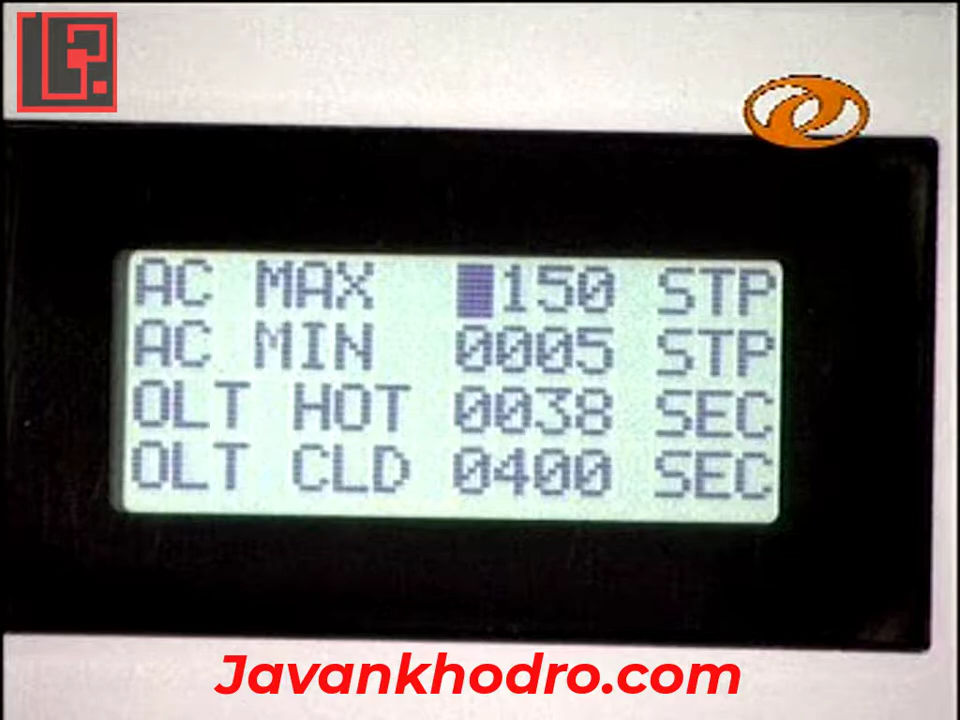 AC MAX 150 STP
AC MIN 0005 STP
OLT HOT 0038 SEC
OLT CLD 0400 SEC
Javankhodro.com